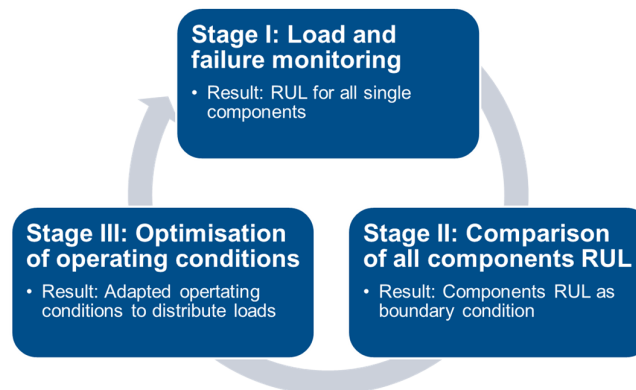 Stage I: Load and
failure monitoring
• Result: RUL for all single
components
Stage III: Optimisation
of operating conditions
• Result: Adapted opertating
conditions to distribute loads
Stage II: Comparison
of all components RUL
• Result: Components RUL as
boundary condition